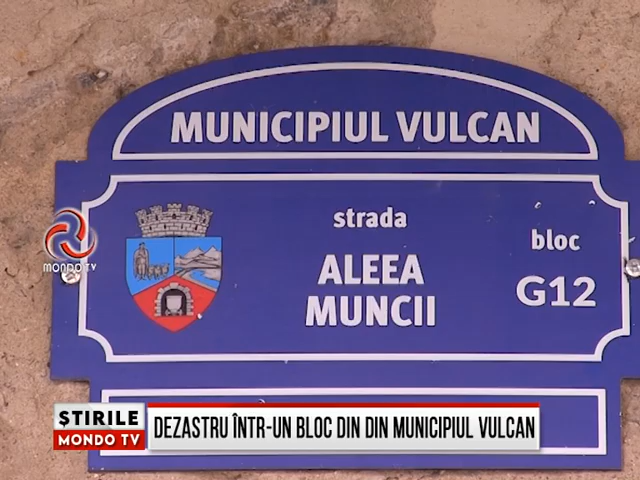 MUNICIPIUL VULCAN
strada
ALEEA
MUNCII
bloc
G12
MONDO TV
ȘTIRILE
MONDO TV
DEZASTRU ÎNTR-UN BLOC DIN DIN MUNICIPIUL VULCAN